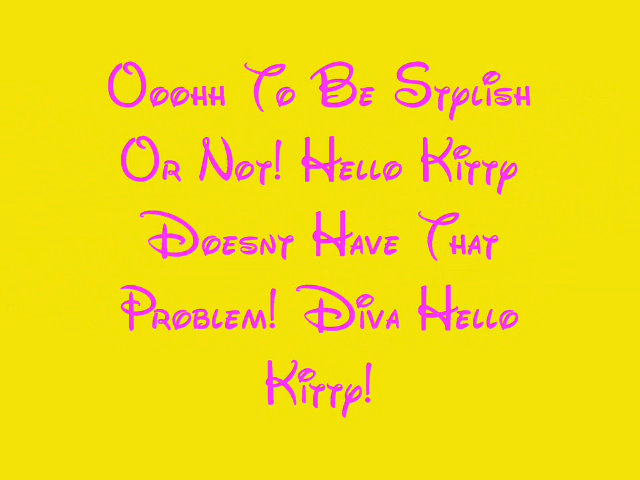 Ooohh To Be Stylish
Or Not! Hello Kitty
Doesnt Have That
Problem! Diva Hello
Kitty!